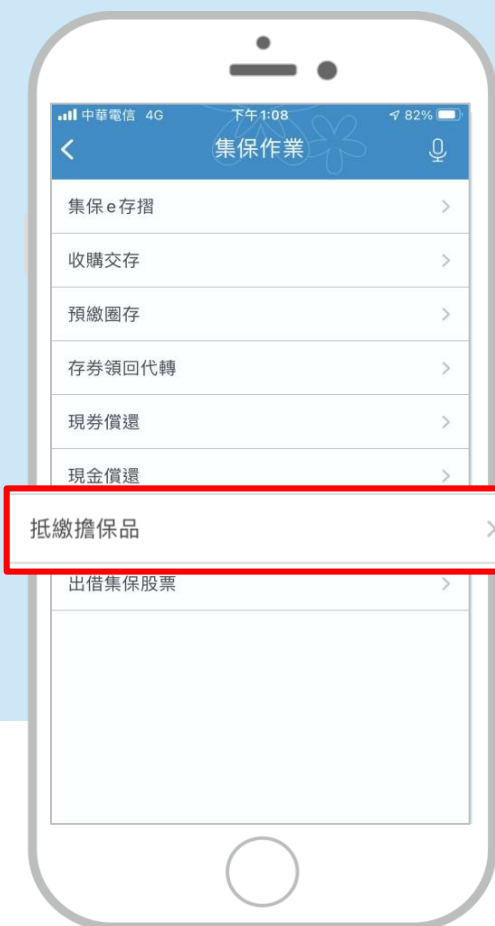 中華電信 4G 下午1:08 82%
集保作業
集保e存摺
收購交存
預繳圈存
存券領回代轉
現券償還
現金償還
抵繳擔保品
出借集保股票